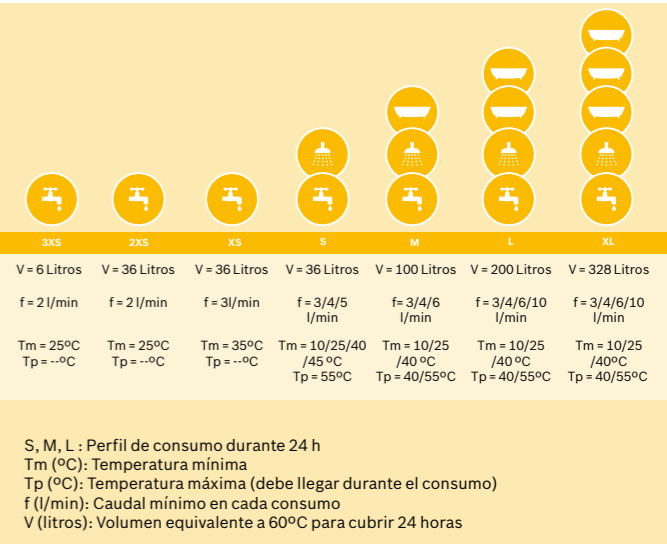 3XS 2XS XS S M L XL
V = 6 Litros V = 36 Litros V = 36 Litros V = 36 Litros V = 100 Litros V = 200 Litros V = 328 Litros
f = 2 l/min f = 2 l/min f = 3l/min f = 3/4/5 f= 3/4/6 f = 3/4/6/10 f = 3/4/6/10
l/min l/min l/min l/min
Tm = 25ºC Tm = 25ºC Tm = 35ºC Tm = 10/25/40 Tm = 10/25 Tm = 10/25 Tm = 10/25
Tp = --ºC Tp = --ºC Tp = --ºC /45 ºC /40 ºC /40 ºC /40ºC
Tp = 55ºC Tp = 40/55ºC Tp = 40/55ºC Tp = 40/55ºC
S, M, L : Perfil de consumo durante 24 h
Tm (ºC): Temperatura mínima
Tp (ºC): Temperatura máxima (debe llegar durante el consumo)
f (l/min): Caudal mínimo en cada consumo
V (litros): Volumen equivalente a 60ºC para cubrir 24 horas